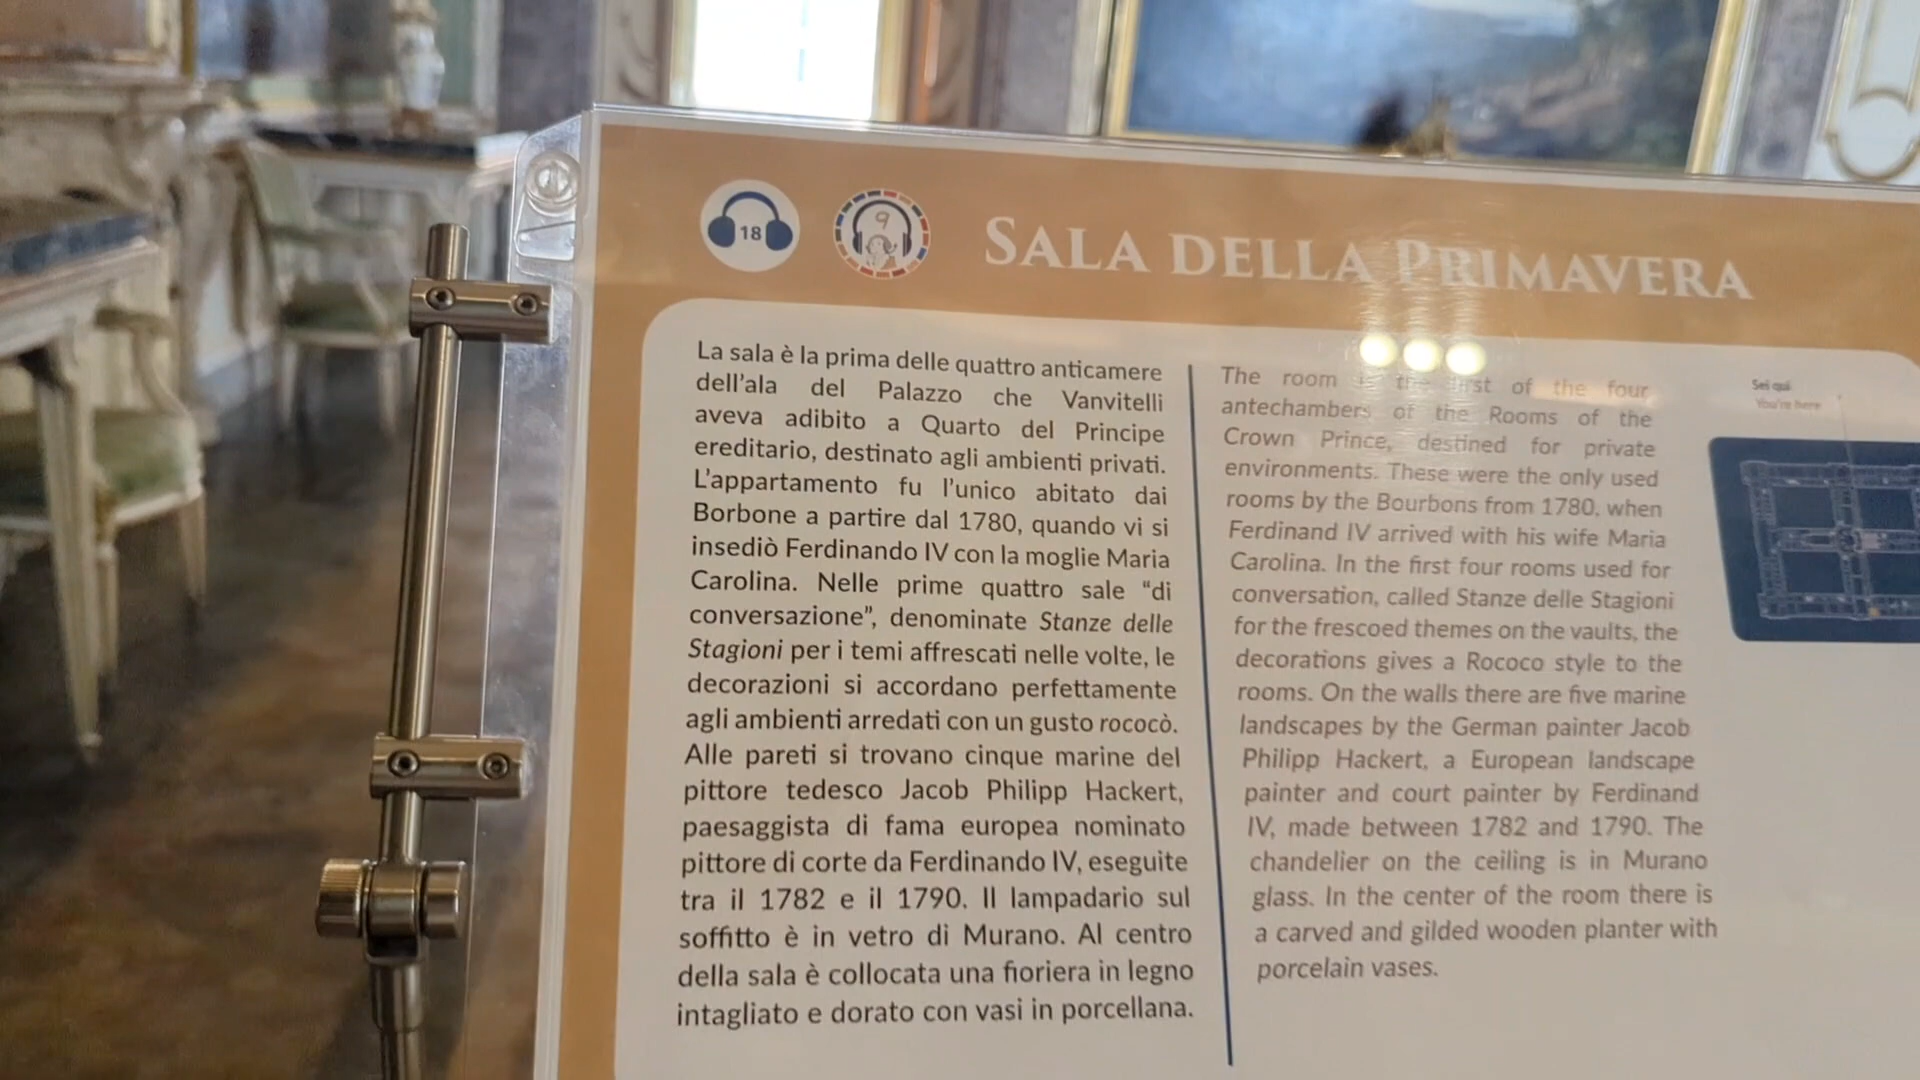 18
9
SALA DELLA PRIMAVERA
La sala è la prima delle quattro anticamere
dell'ala del Palazzo che Vanvitelli
aveva adibito a Quarto del Principe
ereditario, destinato agli ambienti privati.
L'appartamento fu l'unico abitato dai
Borbone a partire dal 1780, quando vi si
insediò Ferdinando IV con la moglie Maria
Carolina. Nelle prime quattro sale “di
conversazione”, denominate Stanze delle
Stagioni per i temi affrescati nelle volte, le
decorazioni si accordano perfettamente
agli ambienti arredati con un gusto rococò.
Alle pareti si trovano cinque marine del
pittore tedesco Jacob Philipp Hackert,
paesaggista di fama europea nominato
pittore di corte da Ferdinando IV, eseguite
tra il 1782 e il 1790. Il lampadario sul
soffitto è in vetro di Murano. Al centro
della sala è collocata una fioriera in legno
intagliato e dorato con vasi in porcellana.
The room is the first of the four
antechambers of the Rooms of the
Crown Prince, destined for private
environments. These were the only used
rooms by the Bourbons from 1780, when
Ferdinand IV arrived with his wife Maria
Carolina. In the first four rooms used for
conversation, called Stanze delle Stagioni
for the frescoed themes on the vaults, the
decorations gives a Rococo style to the
rooms. On the walls there are five marine
landscapes by the German painter Jacob
Philipp Hackert, a European landscape
painter and court painter by Ferdinand
IV, made between 1782 and 1790. The
chandelier on the ceiling is in Murano
glass. In the center of the room there is
a carved and gilded wooden planter with
porcelain vases.
Sei qui
You're here